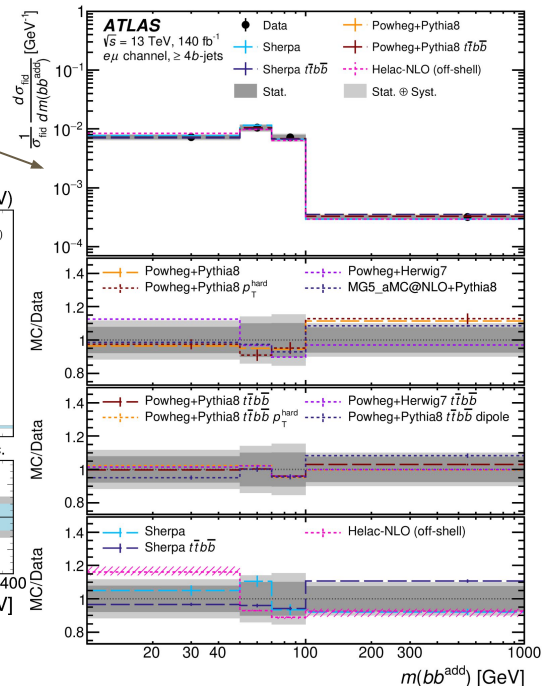 ATLAS
√s = 13 TeV, 140 fb⁻¹
eμ channel, ≥ 4b-jets
Data
Powheg+Pythia8
Sherpa
Powheg+Pythia8 tt̅bb̅
Sherpa tt̅bb̅
Helac-NLO (off-shell)
Stat.
Stat. ⊕ Syst.
1/σ_fid dσ_fid/dm(bb^add) [GeV⁻¹]
1
10⁻¹
10⁻²
10⁻³
10⁻⁴
V)
)
Powheg+Pythia8
Powheg+Herwig7
Powheg+Pythia8 p_T^hard
MG5_aMC@NLO+Pythia8
MC/Data
1.4
1.2
1.0
0.8
Powheg+Pythia8 tt̅bb̅
Powheg+Herwig7 tt̅bb̅
Powheg+Pythia8 tt̅bb̅ p_T^hard
Powheg+Pythia8 tt̅bb̅ dipole
MC/Data
1.4
1.2
1.0
0.8
Sherpa
Helac-NLO (off-shell)
Sherpa tt̅bb̅
MC/Data
1.4
1.2
1.0
0.8
400
V]
20 30 40 100 200 300 1000
m(bb^add) [GeV]